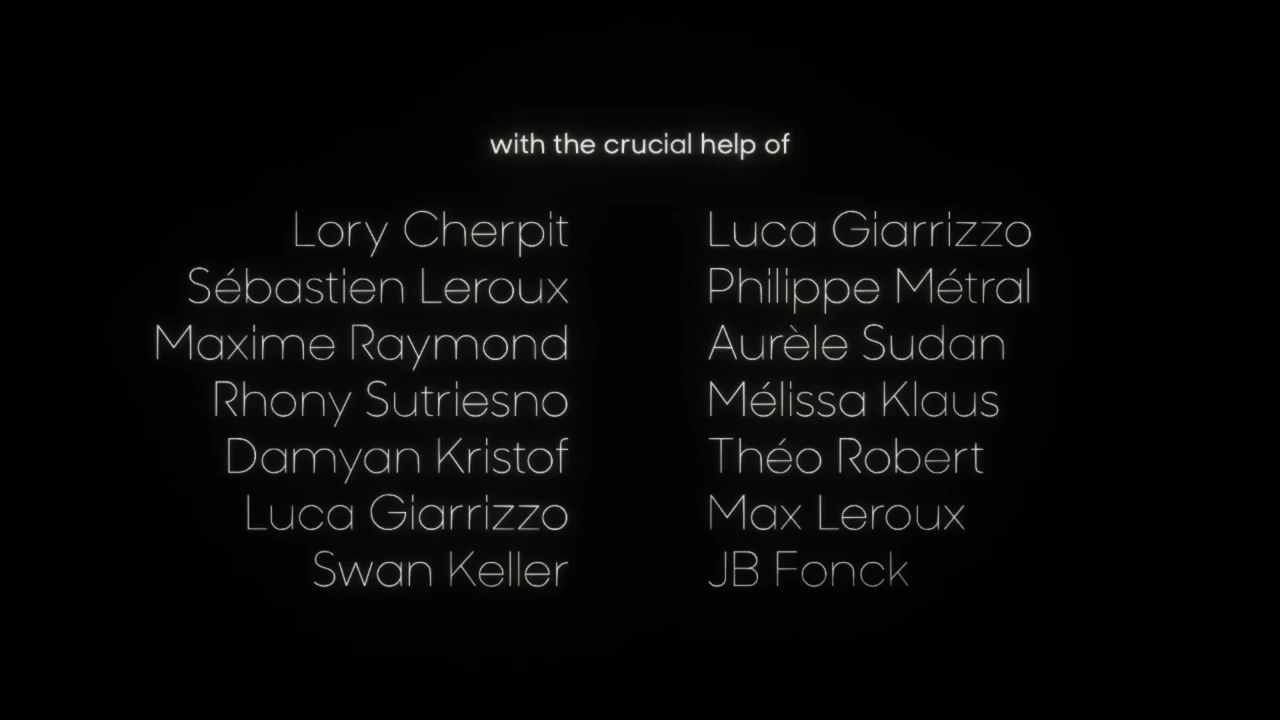 with the crucial help of
Lory Cherpit
Sébastien Leroux
Maxime Raymond
Rhony Sutriesno
Damyan Kristof
Luca Giarrizzo
Swan Keller
Luca Giarrizzo
Philippe Métral
Aurèle Sudan
Mélissa Klaus
Théo Robert
Max Leroux
JB Fonck